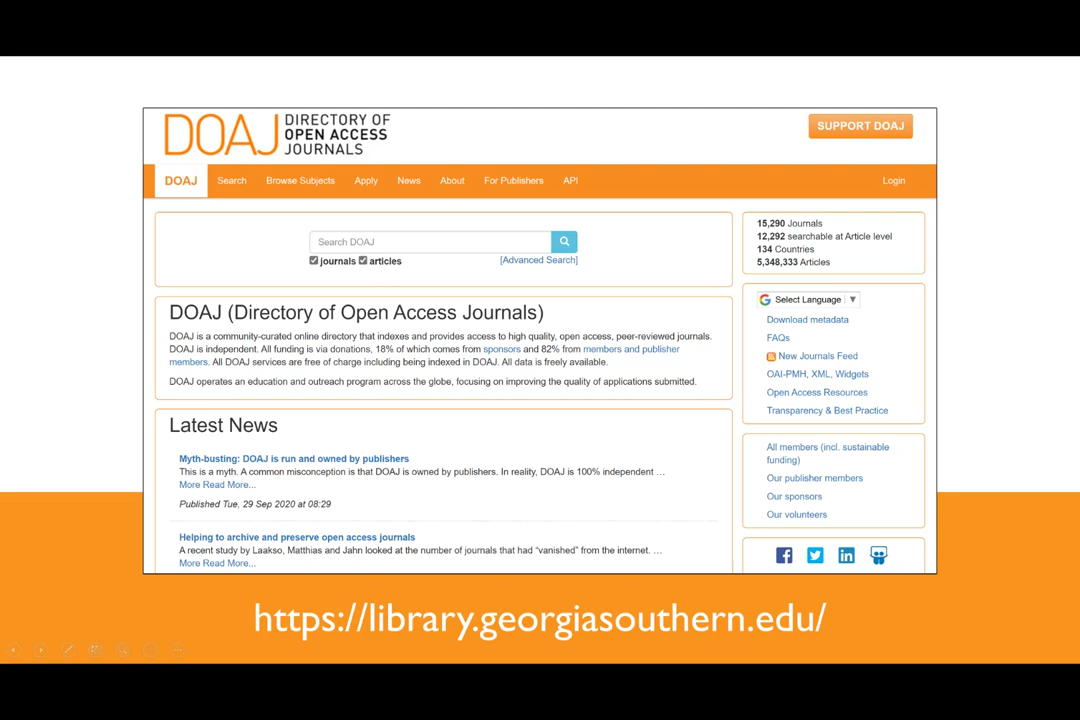 DOAJ
DIRECTORY OF
OPEN ACCESS
JOURNALS
SUPPORT DOAJ
DOAJ Search Browse Subjects Apply News About For Publishers API Login
Search DOAJ
journals articles [Advanced Search]
DOAJ (Directory of Open Access Journals)
DOAJ is a community-curated online directory that indexes and provides access to high quality, open access, peer-reviewed journals.
DOAJ is independent. All funding is via donations, 18% of which comes from sponsors and 82% from members and publisher
members. All DOAJ services are free of charge including being indexed in DOAJ. All data is freely available.
DOAJ operates an education and outreach program across the globe, focusing on improving the quality of applications submitted.
Latest News
Myth-busting: DOAJ is run and owned by publishers
This is a myth. A common misconception is that DOAJ is owned by publishers. In reality, DOAJ is 100% independent …
More Read More...
Published Tue, 29 Sep 2020 at 08:29
Helping to archive and preserve open access journals
A recent study by Laakso, Matthias and Jahn looked at the number of journals that had “vanished” from the internet. …
More Read More...
15,290 Journals
12,292 searchable at Article level
134 Countries
5,348,333 Articles
Select Language ▼
Download metadata
FAQs
New Journals Feed
OAI-PMH, XML, Widgets
Open Access Resources
Transparency & Best Practice
All members (incl. sustainable
funding)
Our publisher members
Our sponsors
Our volunteers
https://library.georgiasouthern.edu/